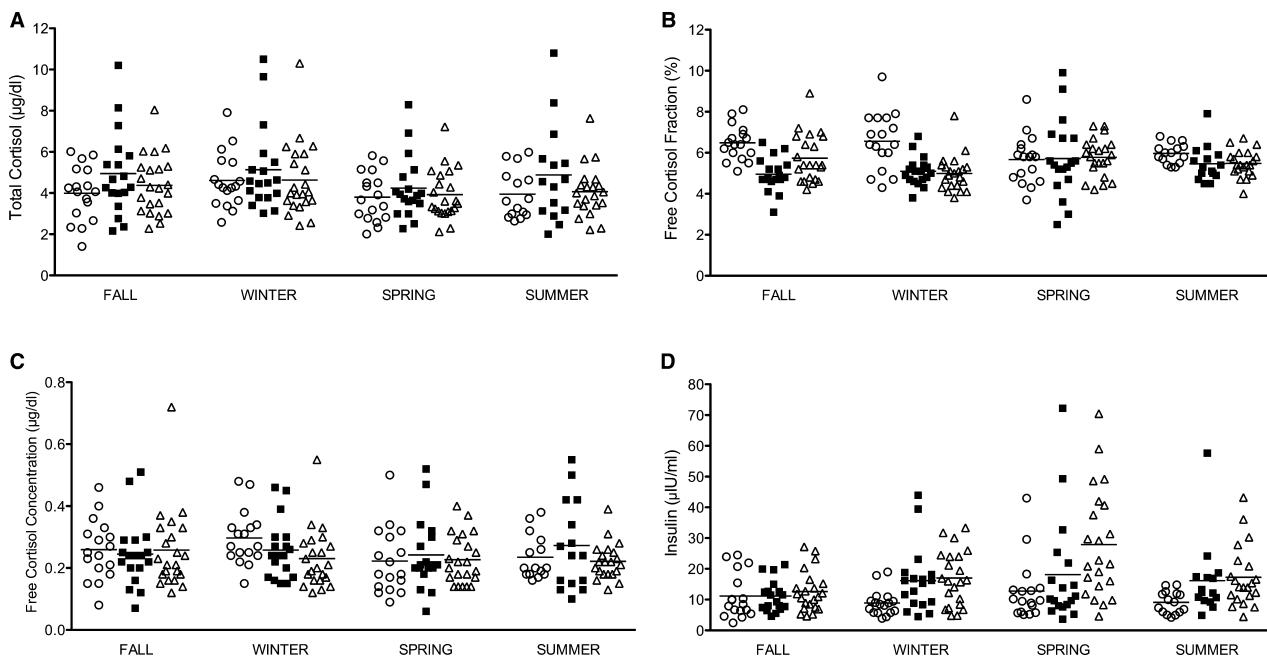 A
Total Cortisol (µg/dl)
12
10
8
6
4
2
0
FALL WINTER SPRING SUMMER
B
Free Cortisol Fraction (%)
12
10
8
6
4
2
0
FALL WINTER SPRING SUMMER
C
Free Cortisol Concentration (µg/dl)
0.8
0.6
0.4
0.2
0.0
FALL WINTER SPRING SUMMER
D
Insulin (µIU/ml)
80
70
60
50
40
30
20
10
0
FALL WINTER SPRING SUMMER